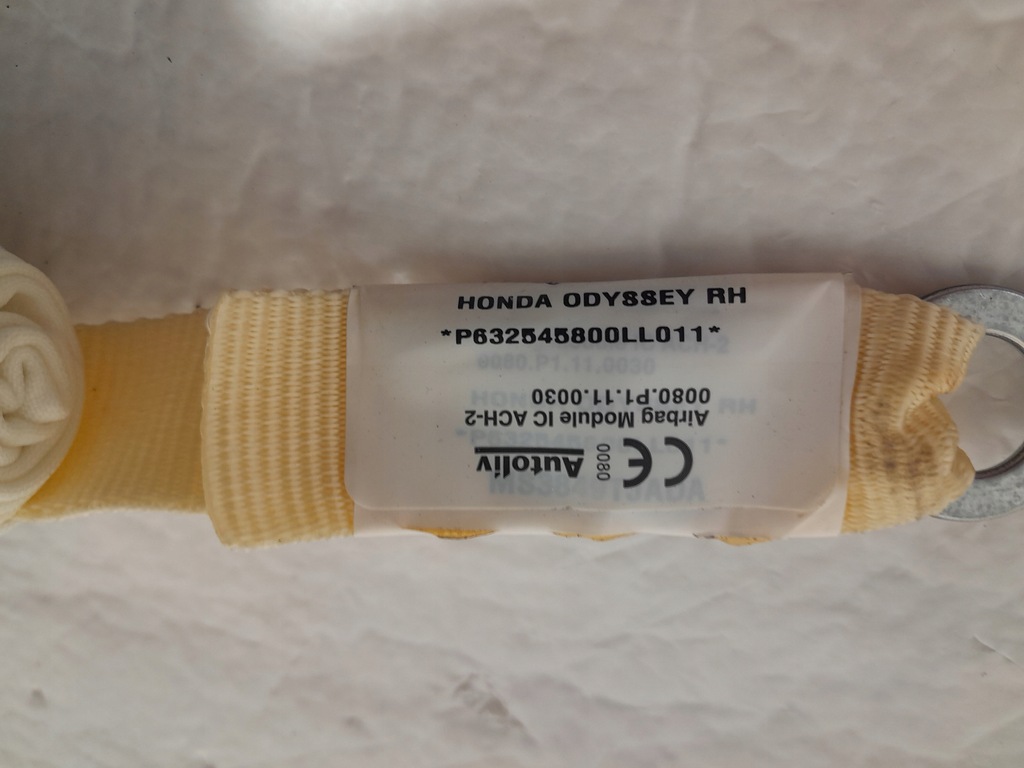 HONDA ODYSSEY RH
*P632545800LL011*
CE 0080 Autoliv
Airbag Module IC ACH-2
0080.P1.11.0030